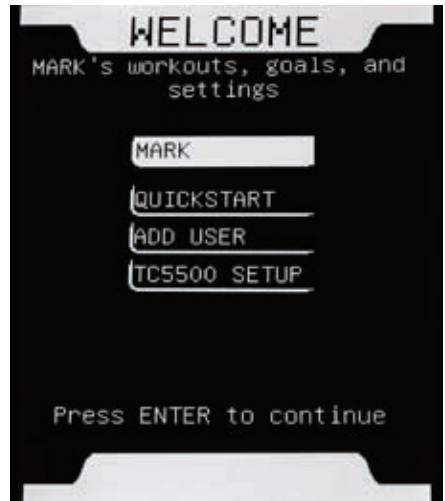 WELCOME
MARK's workouts, goals, and
settings
MARK
QUICKSTART
ADD USER
TC5500 SETUP
Press ENTER to continue